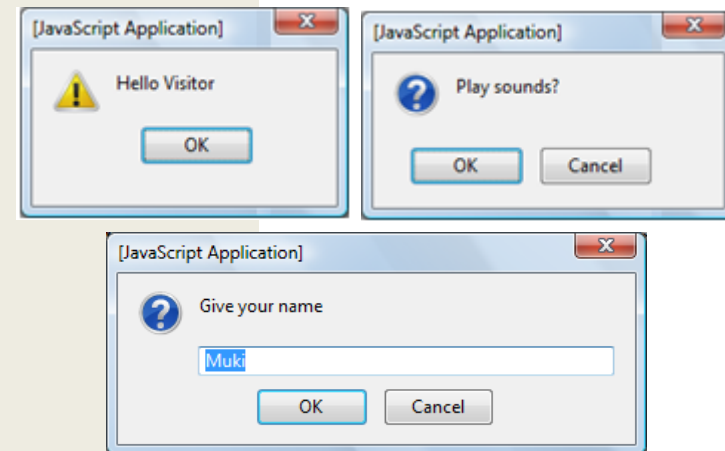 [JavaScript Application]
Hello Visitor
OK
[JavaScript Application]
Play sounds?
OK Cancel
[JavaScript Application]
Give your name
Muki
OK Cancel